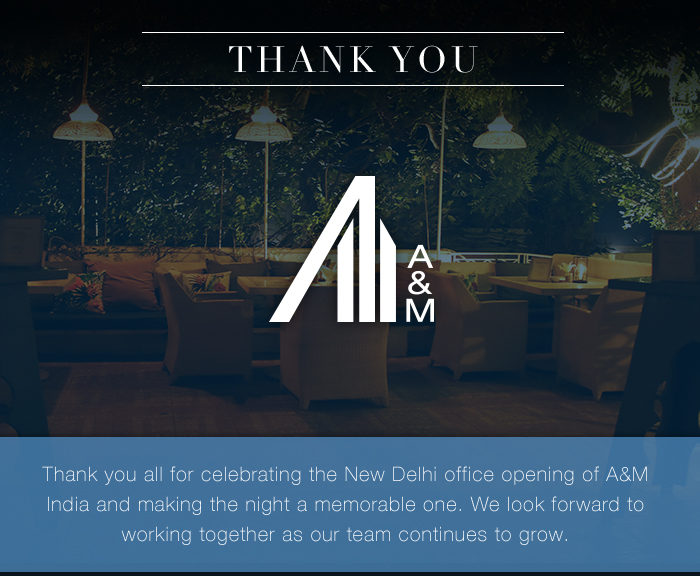 THANK YOU
A
&
M
Thank you all for celebrating the New Delhi office opening of A&M
India and making the night a memorable one. We look forward to
working together as our team continues to grow.